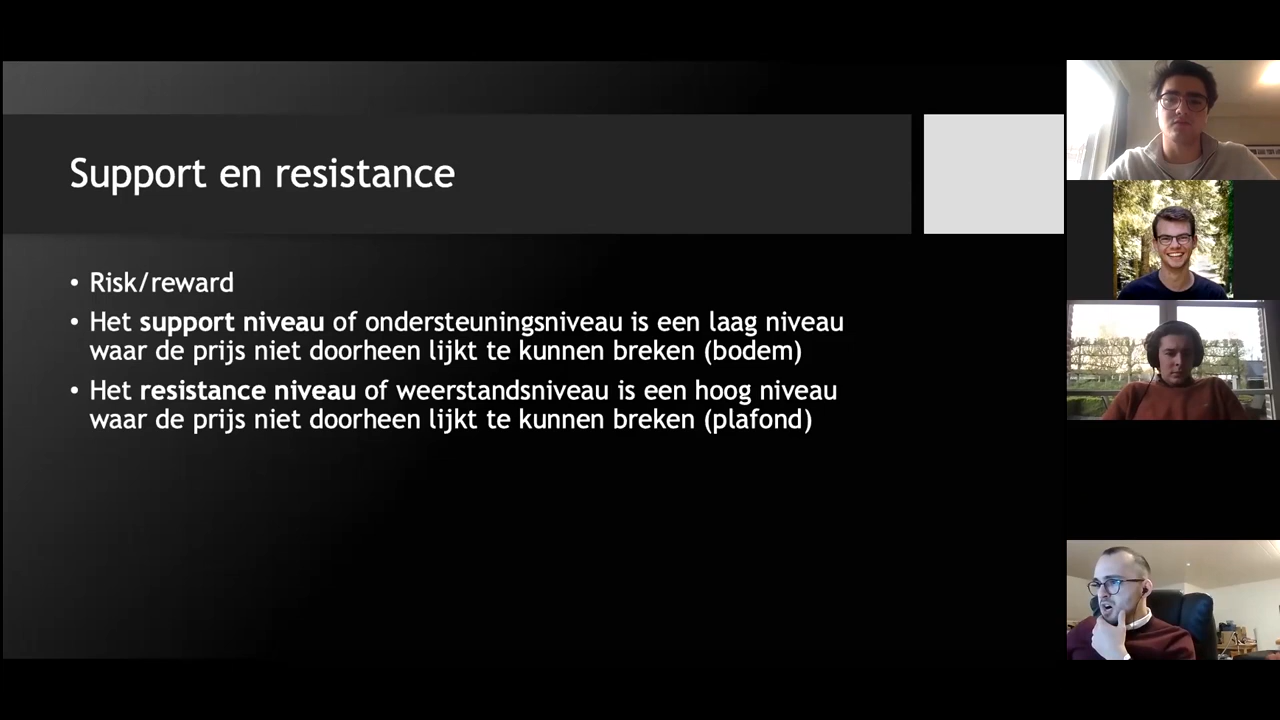 Support en resistance
• Risk/reward
• Het support niveau of ondersteuningsniveau is een laag niveau
waar de prijs niet doorheen lijkt te kunnen breken (bodem)
• Het resistance niveau of weerstandsniveau is een hoog niveau
waar de prijs niet doorheen lijkt te kunnen breken (plafond)